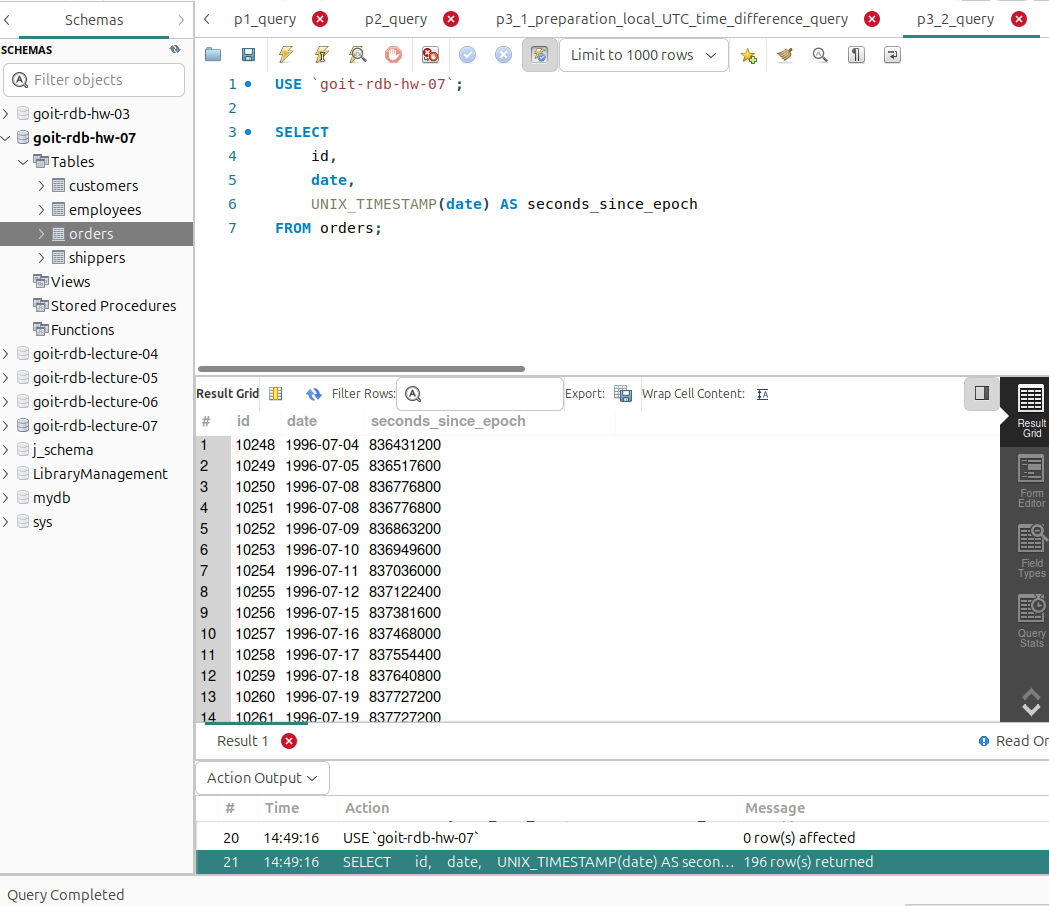 Schemas
SCHEMAS
Filter objects
goit-rdb-hw-03
goit-rdb-hw-07
Tables
customers
employees
orders
shippers
Views
Stored Procedures
Functions
goit-rdb-lecture-04
goit-rdb-lecture-05
goit-rdb-lecture-06
goit-rdb-lecture-07
j_schema
LibraryManagement
mydb
sys
p1_query p2_query p3_1_preparation_local_UTC_time_difference_query p3_2_query
Limit to 1000 rows
1 USE `goit-rdb-hw-07`;
2
3 SELECT
4 id,
5 date,
6 UNIX_TIMESTAMP(date) AS seconds_since_epoch
7 FROM orders;
Result Grid Filter Rows: Export: Wrap Cell Content:
# id date seconds_since_epoch
1 10248 1996-07-04 836431200
2 10249 1996-07-05 836517600
3 10250 1996-07-08 836776800
4 10251 1996-07-08 836776800
5 10252 1996-07-09 836863200
6 10253 1996-07-10 836949600
7 10254 1996-07-11 837036000
8 10255 1996-07-12 837122400
9 10256 1996-07-15 837381600
10 10257 1996-07-16 837468000
11 10258 1996-07-17 837554400
12 10259 1996-07-18 837640800
13 10260 1996-07-19 837727200
14 10261 1996-07-19 837727200
Result
Grid
Form
Editor
Field
Types
Query
Stats
Result 1 Read On
Action Output
# Time Action Message
20 14:49:16 USE `goit-rdb-hw-07` 0 row(s) affected
21 14:49:16 SELECT id, date, UNIX_TIMESTAMP(date) AS secon... 196 row(s) returned
Query Completed